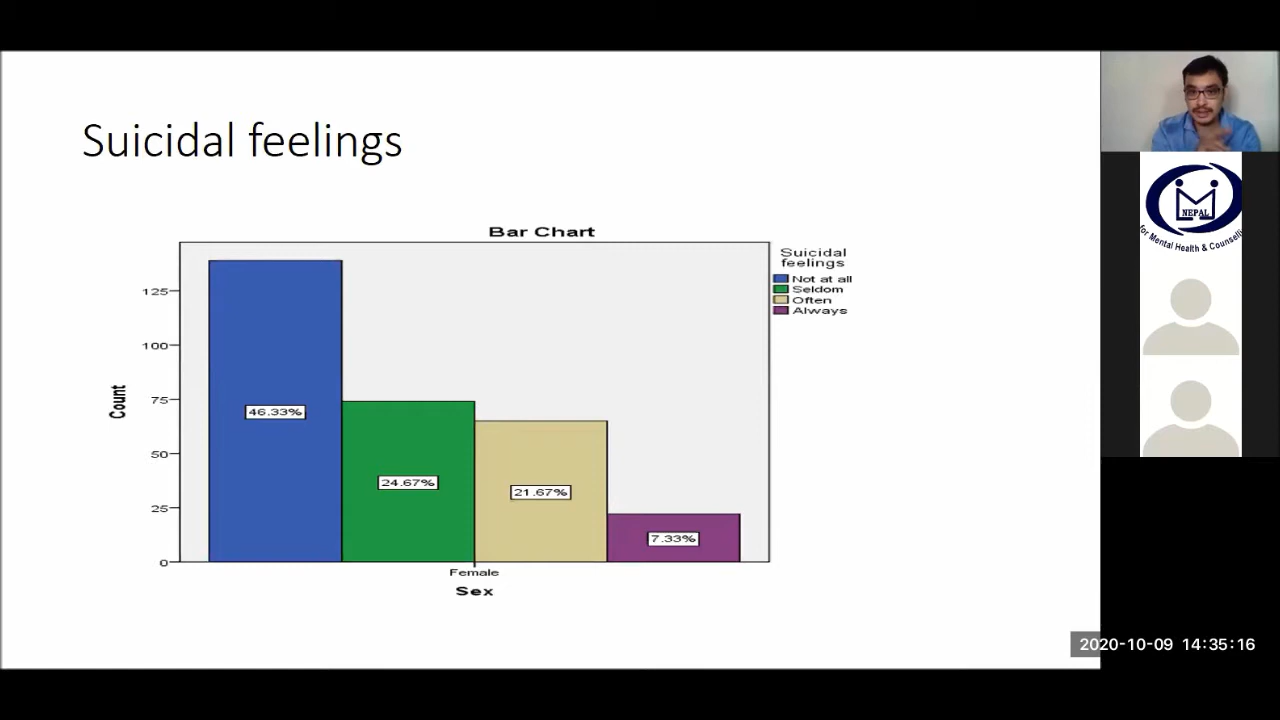 Suicidal feelings
Bar Chart
Suicidal
feelings
Not at all
Seldom
Often
Always
125
100
75
50
25
0
Count
46.33%
24.67%
21.67%
7.33%
Female
Sex
NEPAL
for Mental Health & Counselli
2020-10-09 14:35:16